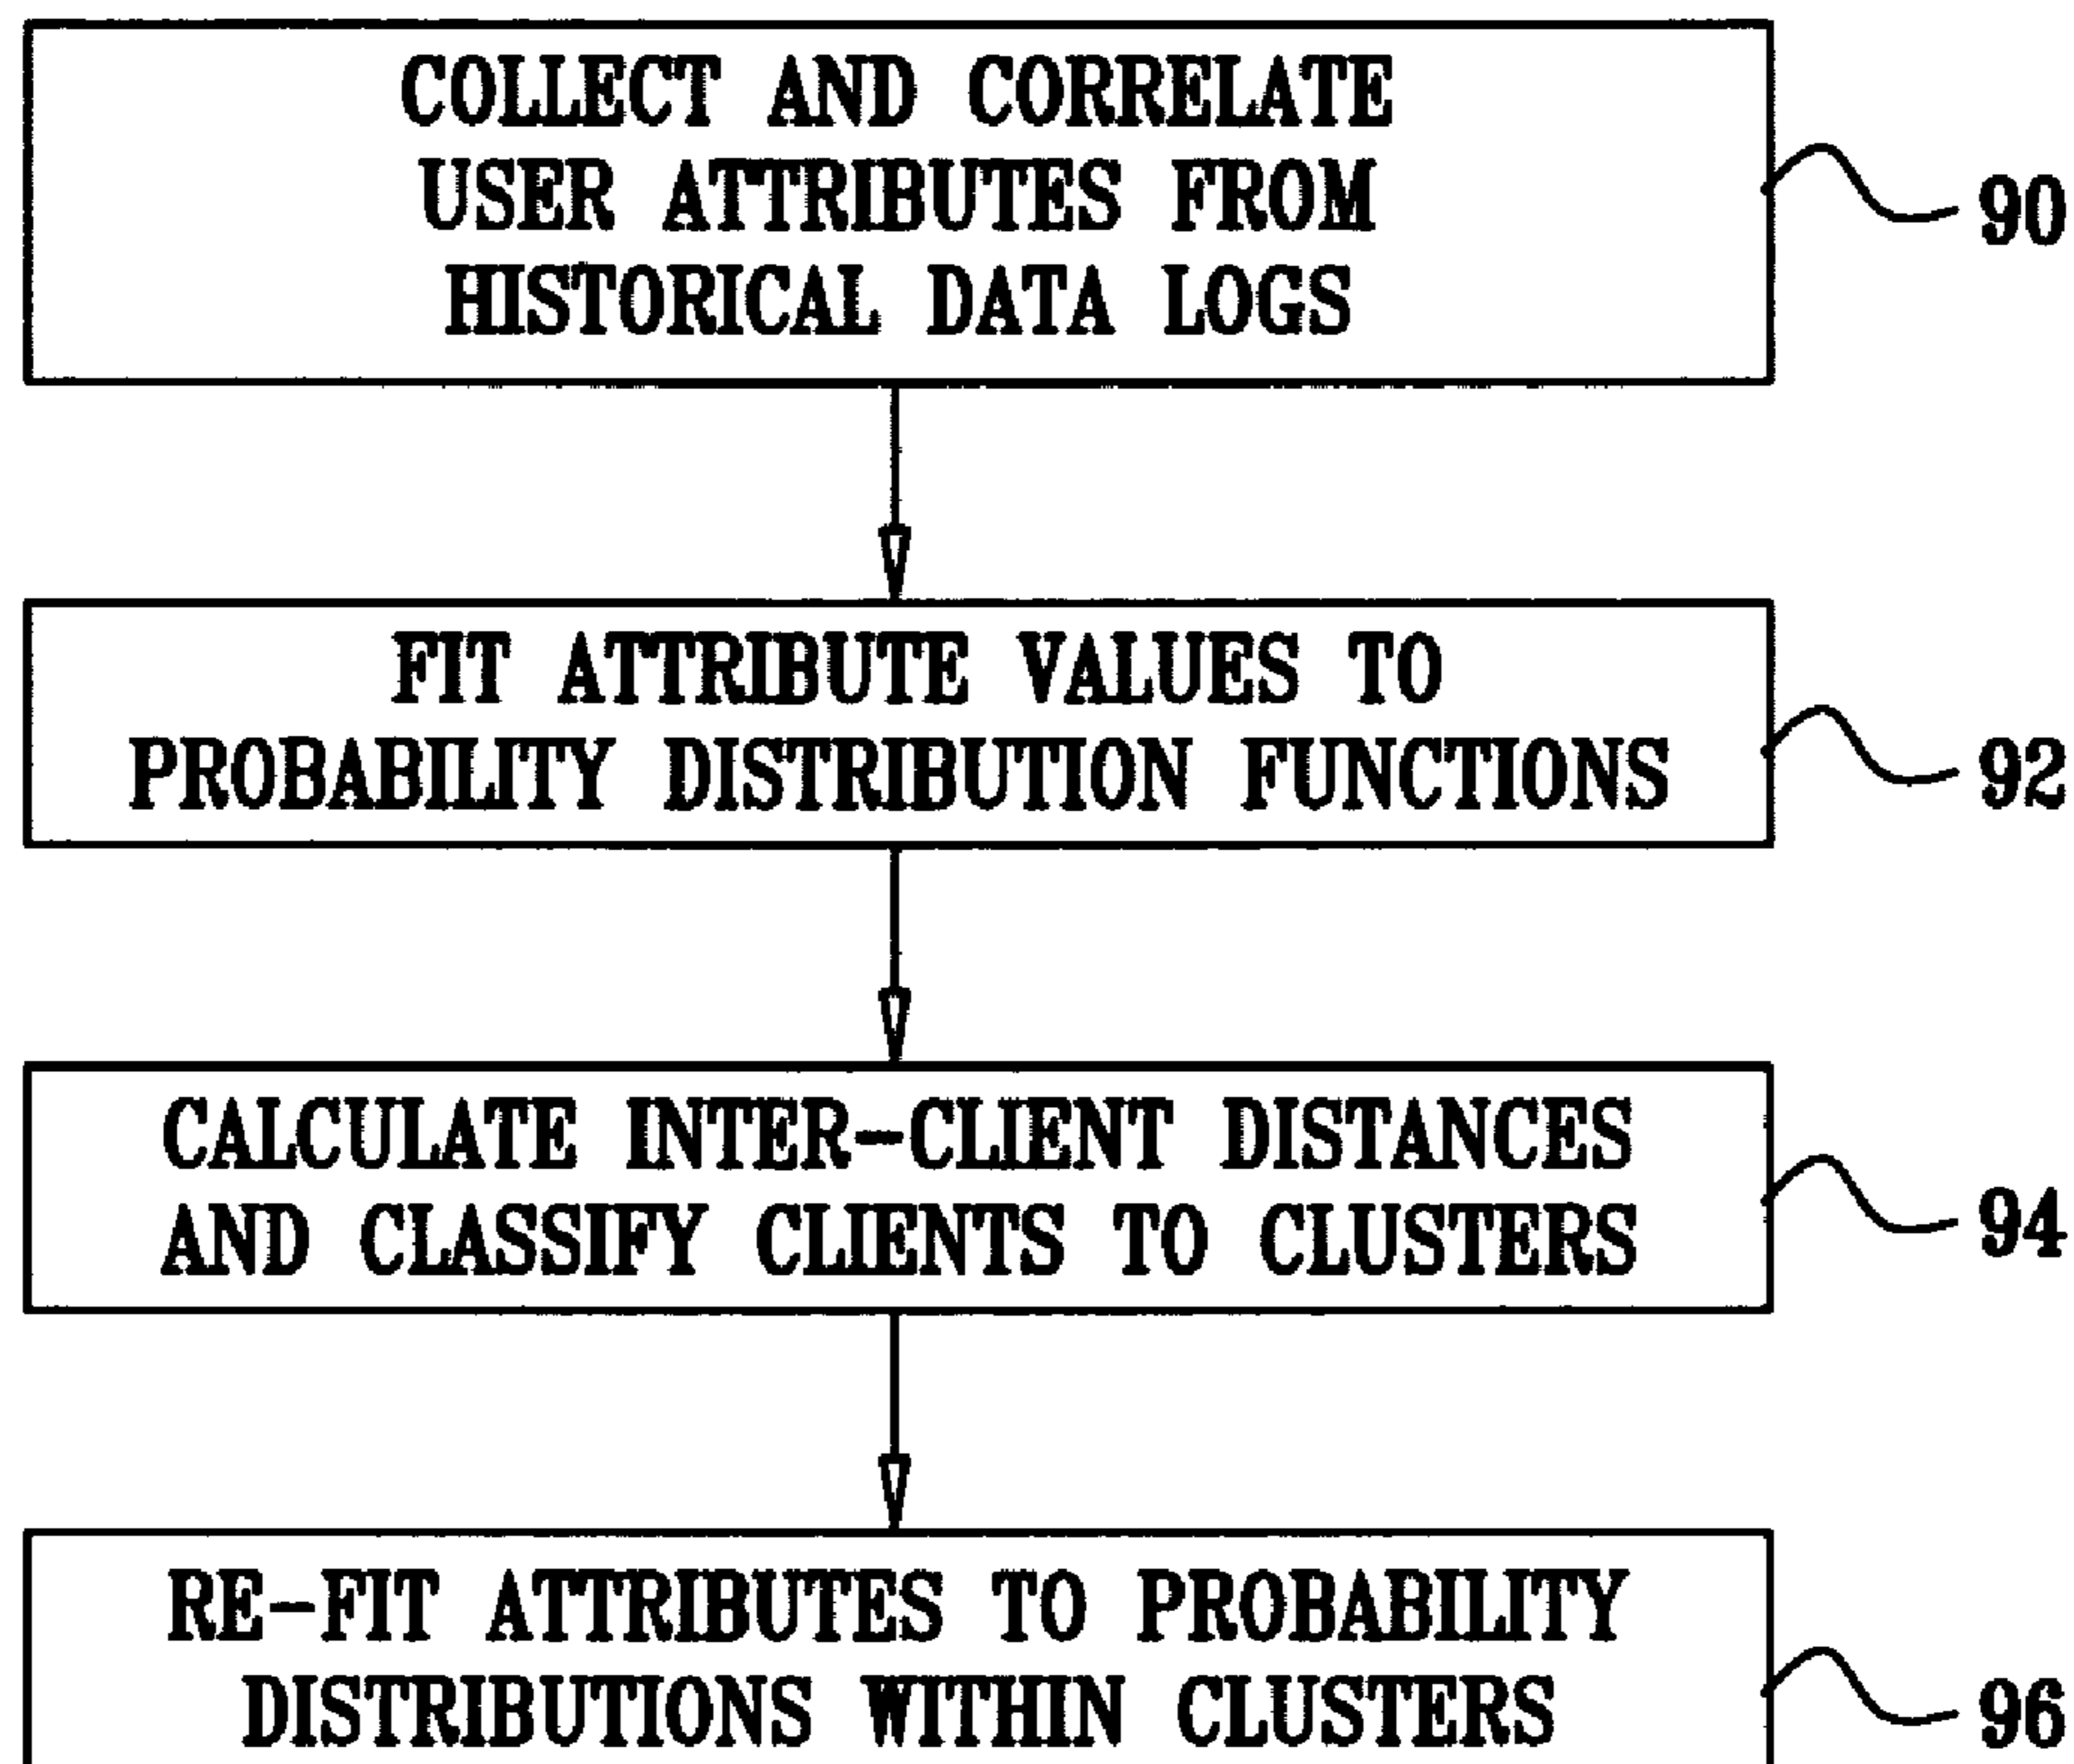 COLLECT AND CORRELATE
USER ATTRIBUTES FROM
HISTORICAL DATA LOGS
90
FIT ATTRIBUTE VALUES TO
PROBABILITY DISTRIBUTION FUNCTIONS
92
CALCULATE INTER-CLIENT DISTANCES
AND CLASSIFY CLIENTS TO CLUSTERS
94
RE-FIT ATTRIBUTES TO PROBABILITY
DISTRIBUTIONS WITHIN CLUSTERS
96